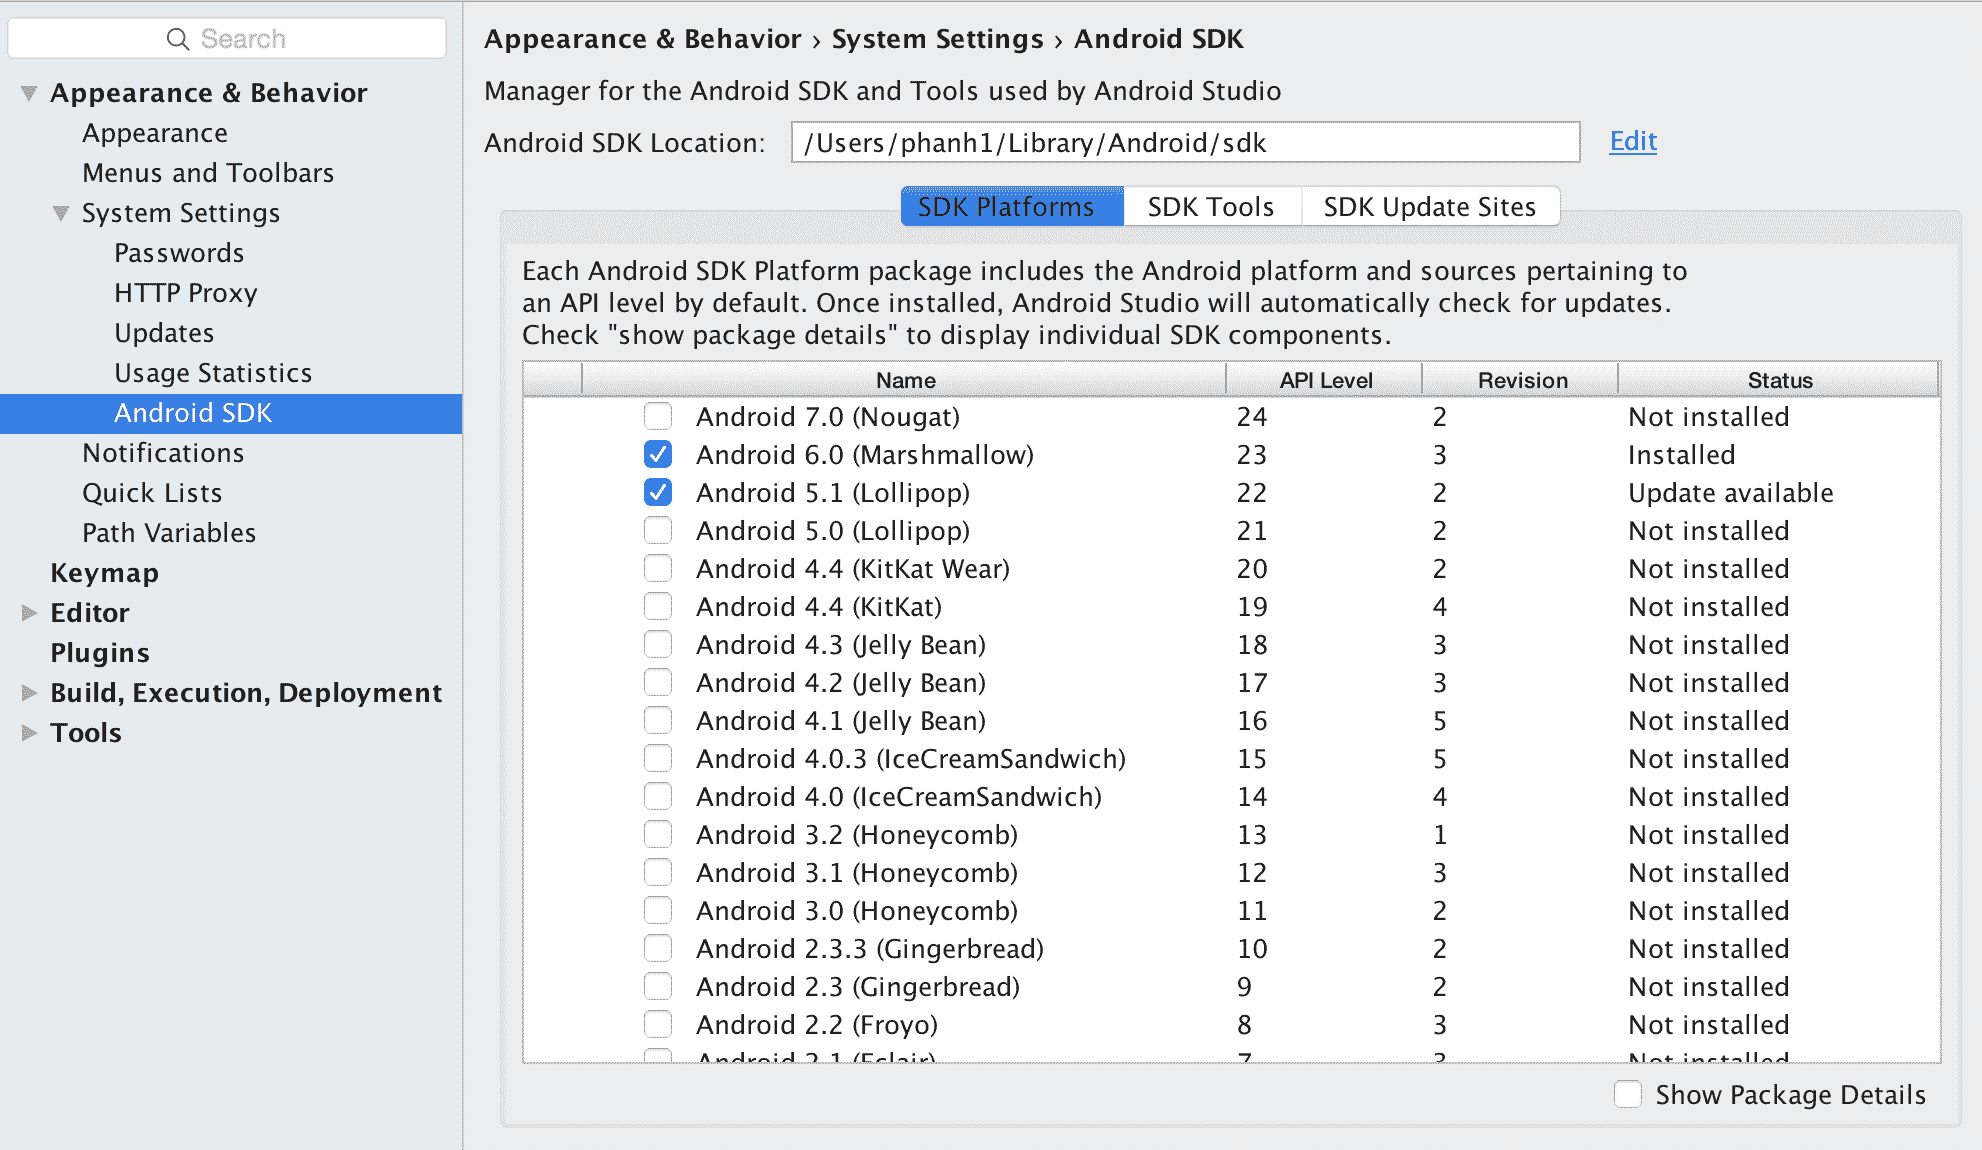 Search
Appearance & Behavior
Appearance
Menus and Toolbars
System Settings
Passwords
HTTP Proxy
Updates
Usage Statistics
Android SDK
Notifications
Quick Lists
Path Variables
Keymap
Editor
Plugins
Build, Execution, Deployment
Tools
Appearance & Behavior › System Settings › Android SDK
Manager for the Android SDK and Tools used by Android Studio
Android SDK Location: /Users/phanh1/Library/Android/sdk Edit
SDK Platforms SDK Tools SDK Update Sites
Each Android SDK Platform package includes the Android platform and sources pertaining to
an API level by default. Once installed, Android Studio will automatically check for updates.
Check "show package details" to display individual SDK components.
Name API Level Revision Status
Android 7.0 (Nougat) 24 2 Not installed
Android 6.0 (Marshmallow) 23 3 Installed
Android 5.1 (Lollipop) 22 2 Update available
Android 5.0 (Lollipop) 21 2 Not installed
Android 4.4 (KitKat Wear) 20 2 Not installed
Android 4.4 (KitKat) 19 4 Not installed
Android 4.3 (Jelly Bean) 18 3 Not installed
Android 4.2 (Jelly Bean) 17 3 Not installed
Android 4.1 (Jelly Bean) 16 5 Not installed
Android 4.0.3 (IceCreamSandwich) 15 5 Not installed
Android 4.0 (IceCreamSandwich) 14 4 Not installed
Android 3.2 (Honeycomb) 13 1 Not installed
Android 3.1 (Honeycomb) 12 3 Not installed
Android 3.0 (Honeycomb) 11 2 Not installed
Android 2.3.3 (Gingerbread) 10 2 Not installed
Android 2.3 (Gingerbread) 9 2 Not installed
Android 2.2 (Froyo) 8 3 Not installed
Android 2.1 (Eclair) 7 3 Not installed
Show Package Details